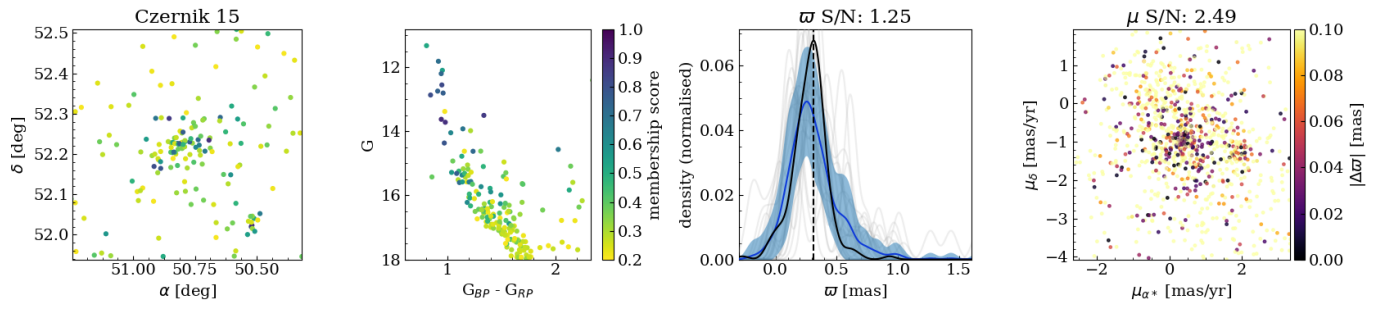 Czernik 15
52.5
52.4
52.3
52.2
52.1
52.0
δ [deg]
51.00 50.75 50.50
α [deg]
12
14
16
18
G
1 2
G_BP - G_RP
1.0
0.9
0.8
0.7
0.6
0.5
0.4
0.3
0.2
membership score
ϖ S/N: 1.25
0.06
0.04
0.02
0.00
density (normalised)
0.0 0.5 1.0 1.5
ϖ [mas]
μ S/N: 2.49
1
0
−1
−2
−3
−4
μ_δ [mas/yr]
−2 0 2
μ_α* [mas/yr]
0.10
0.08
0.06
0.04
0.02
0.00
|Δϖ| [mas]